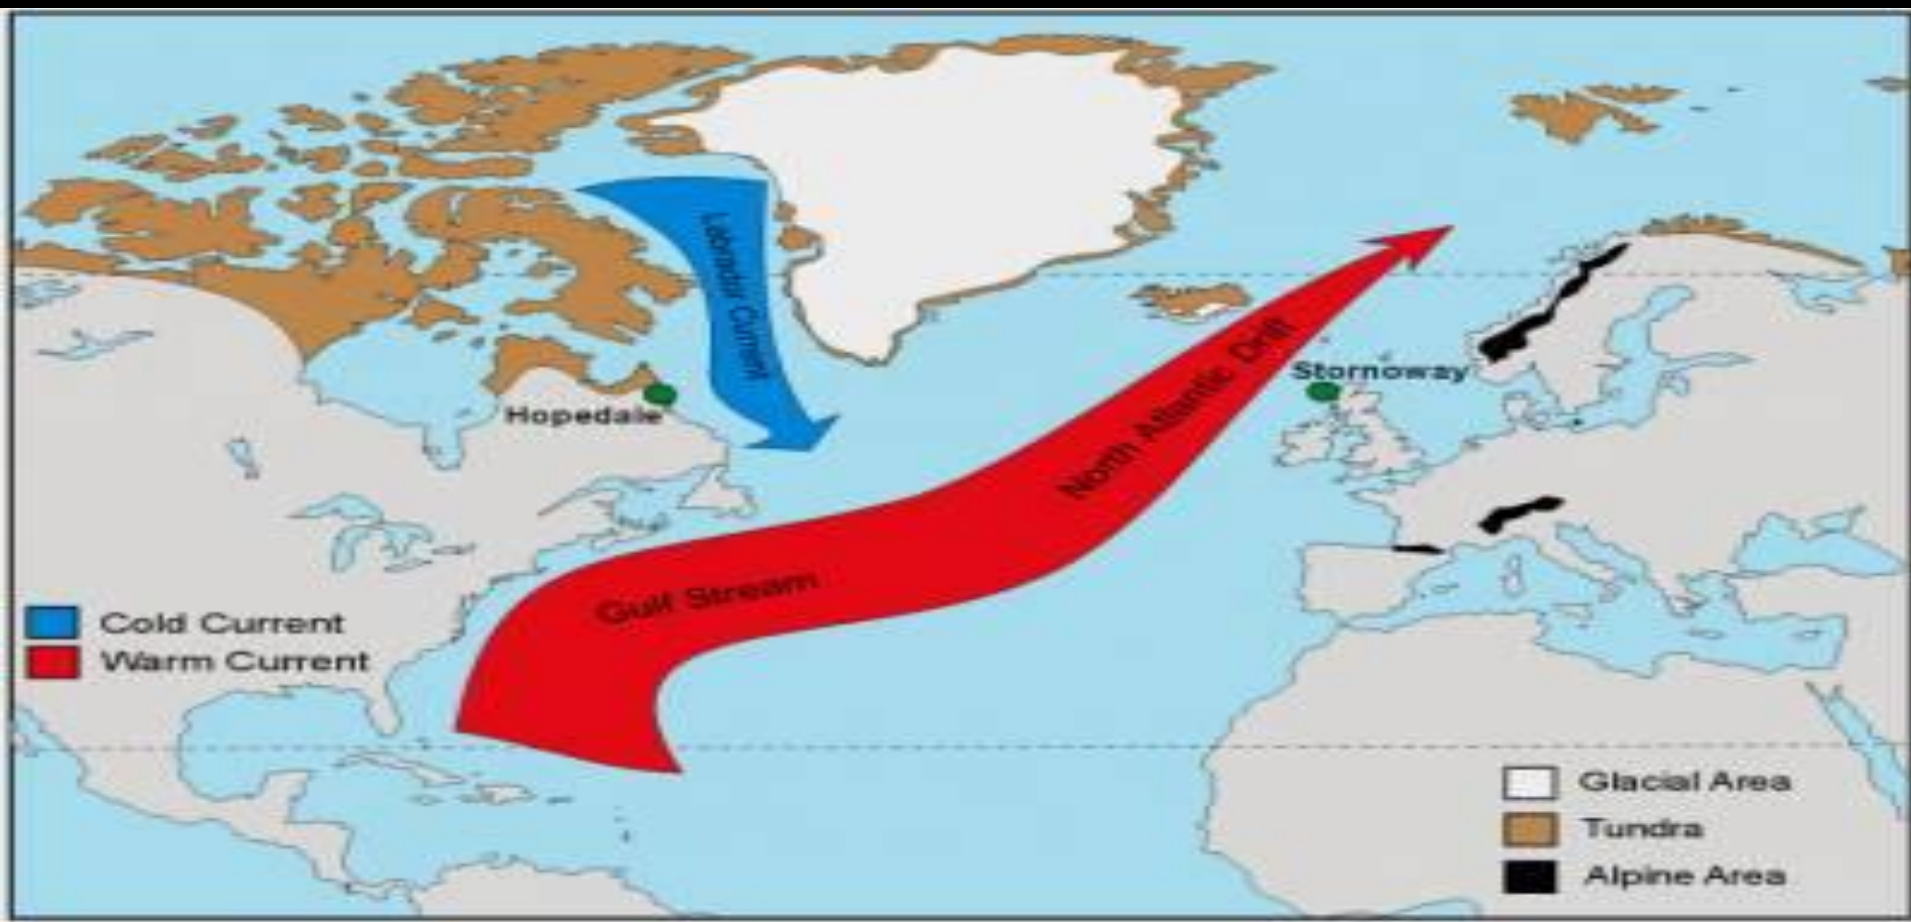 Labrador Current
Stornoway
Hopedale
North Atlantic Drift
Gulf Stream
Cold Current
Warm Current
Glacial Area
Tundra
Alpine Area